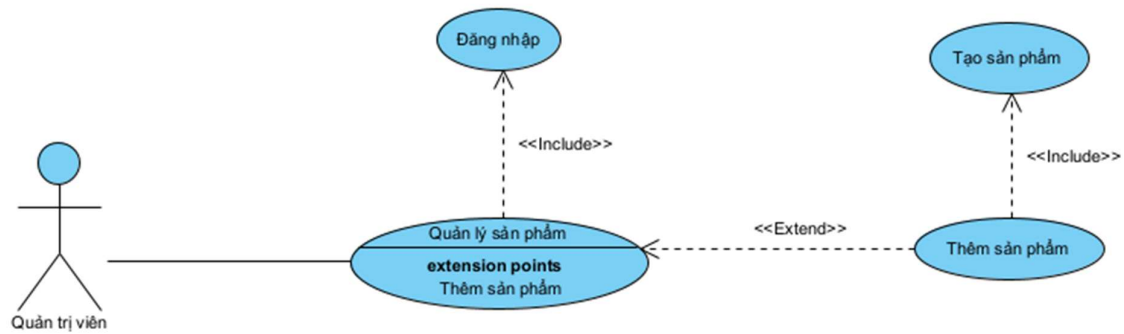 Đăng nhập
Tạo sản phẩm
<<Include>>
<<Include>>
Quản lý sản phẩm
<<Extend>>
Thêm sản phẩm
extension points
Thêm sản phẩm
Quản trị viên